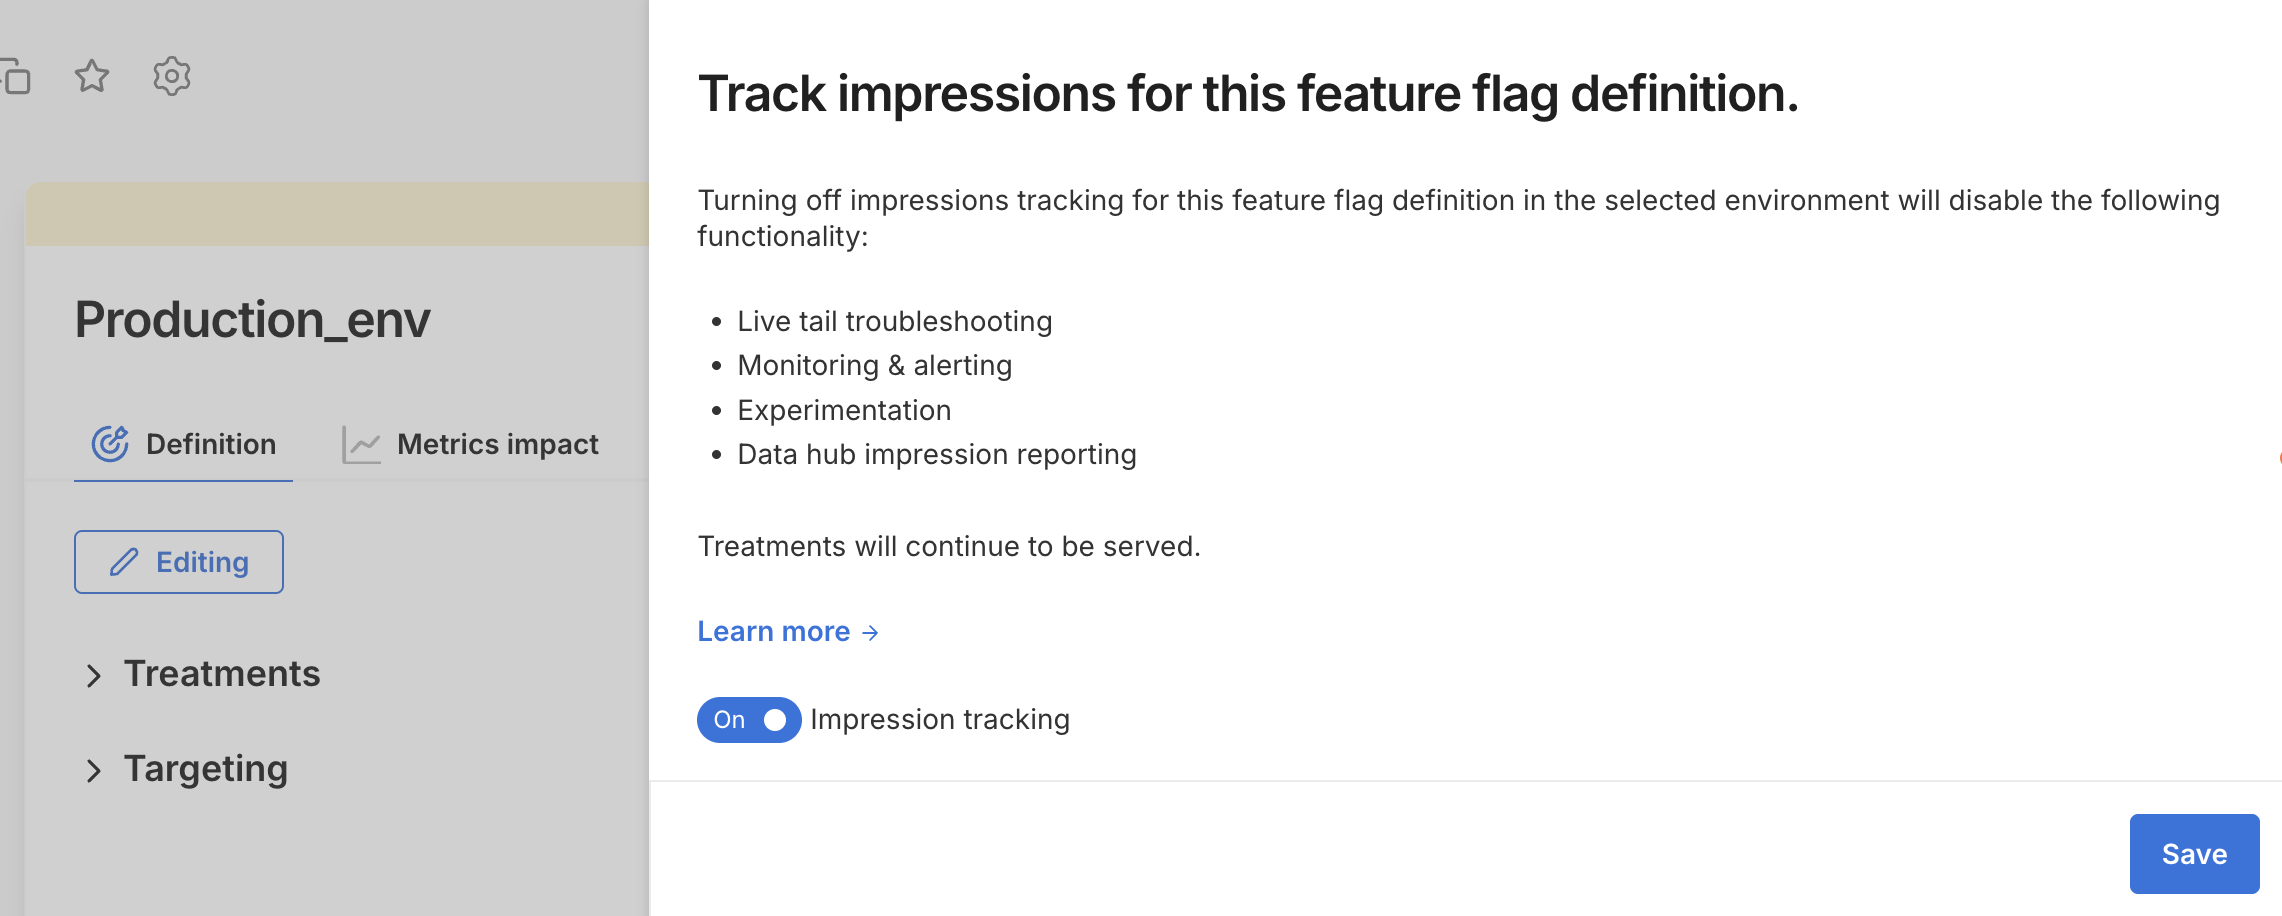 Track impressions for this feature flag definition.
Turning off impressions tracking for this feature flag definition in the selected environment will disable the following
functionality:
• Live tail troubleshooting
• Monitoring & alerting
• Experimentation
• Data hub impression reporting
Treatments will continue to be served.
Learn more →
On Impression tracking
Save
Production_env
Definition Metrics impact
Editing
Treatments
Targeting